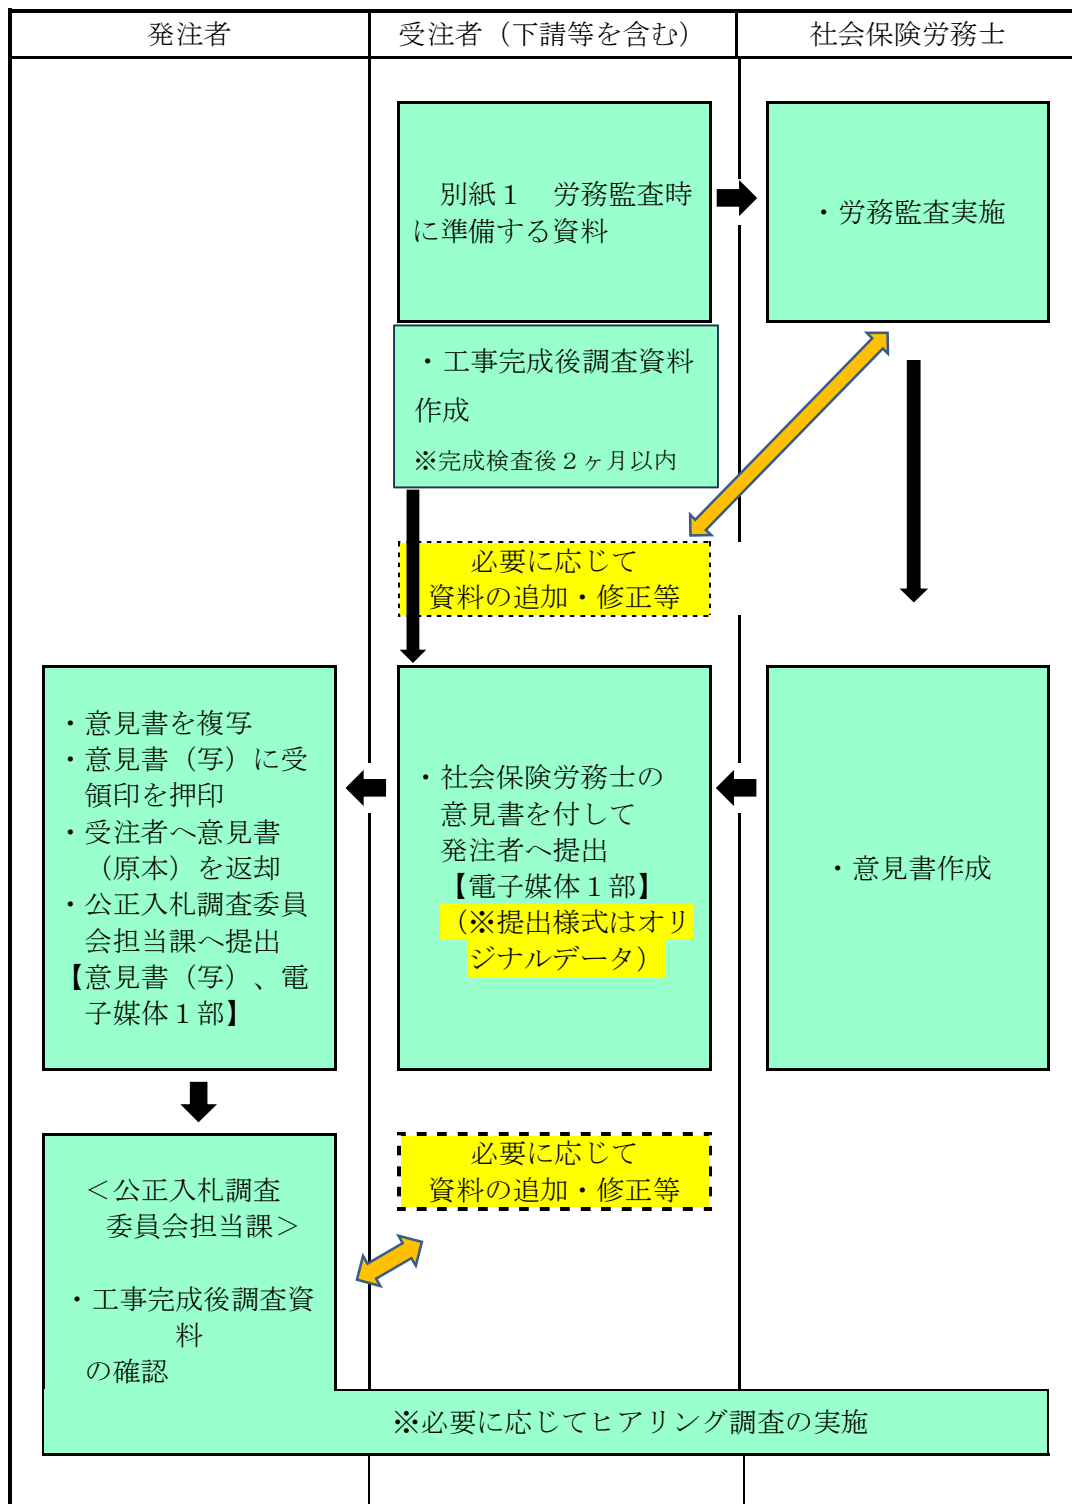 発注者
受注者（下請等を含む）
社会保険労務士
別紙１　労務監査時
に準備する資料
・労務監査実施
・工事完成後調査資料
作成
※完成検査後２ヶ月以内
必要に応じて
資料の追加・修正等
・意見書を複写
・意見書（写）に受
領印を押印
・受注者へ意見書
（原本）を返却
・公正入札調査委員
会担当課へ提出
【意見書（写）、電
子媒体１部】
・社会保険労務士の
意見書を付して
発注者へ提出
【電子媒体１部】
（※提出様式はオリ
ジナルデータ）
・意見書作成
＜公正入札調査
委員会担当課＞
・工事完成後調査資
料
の確認
必要に応じて
資料の追加・修正等
※必要に応じてヒアリング調査の実施